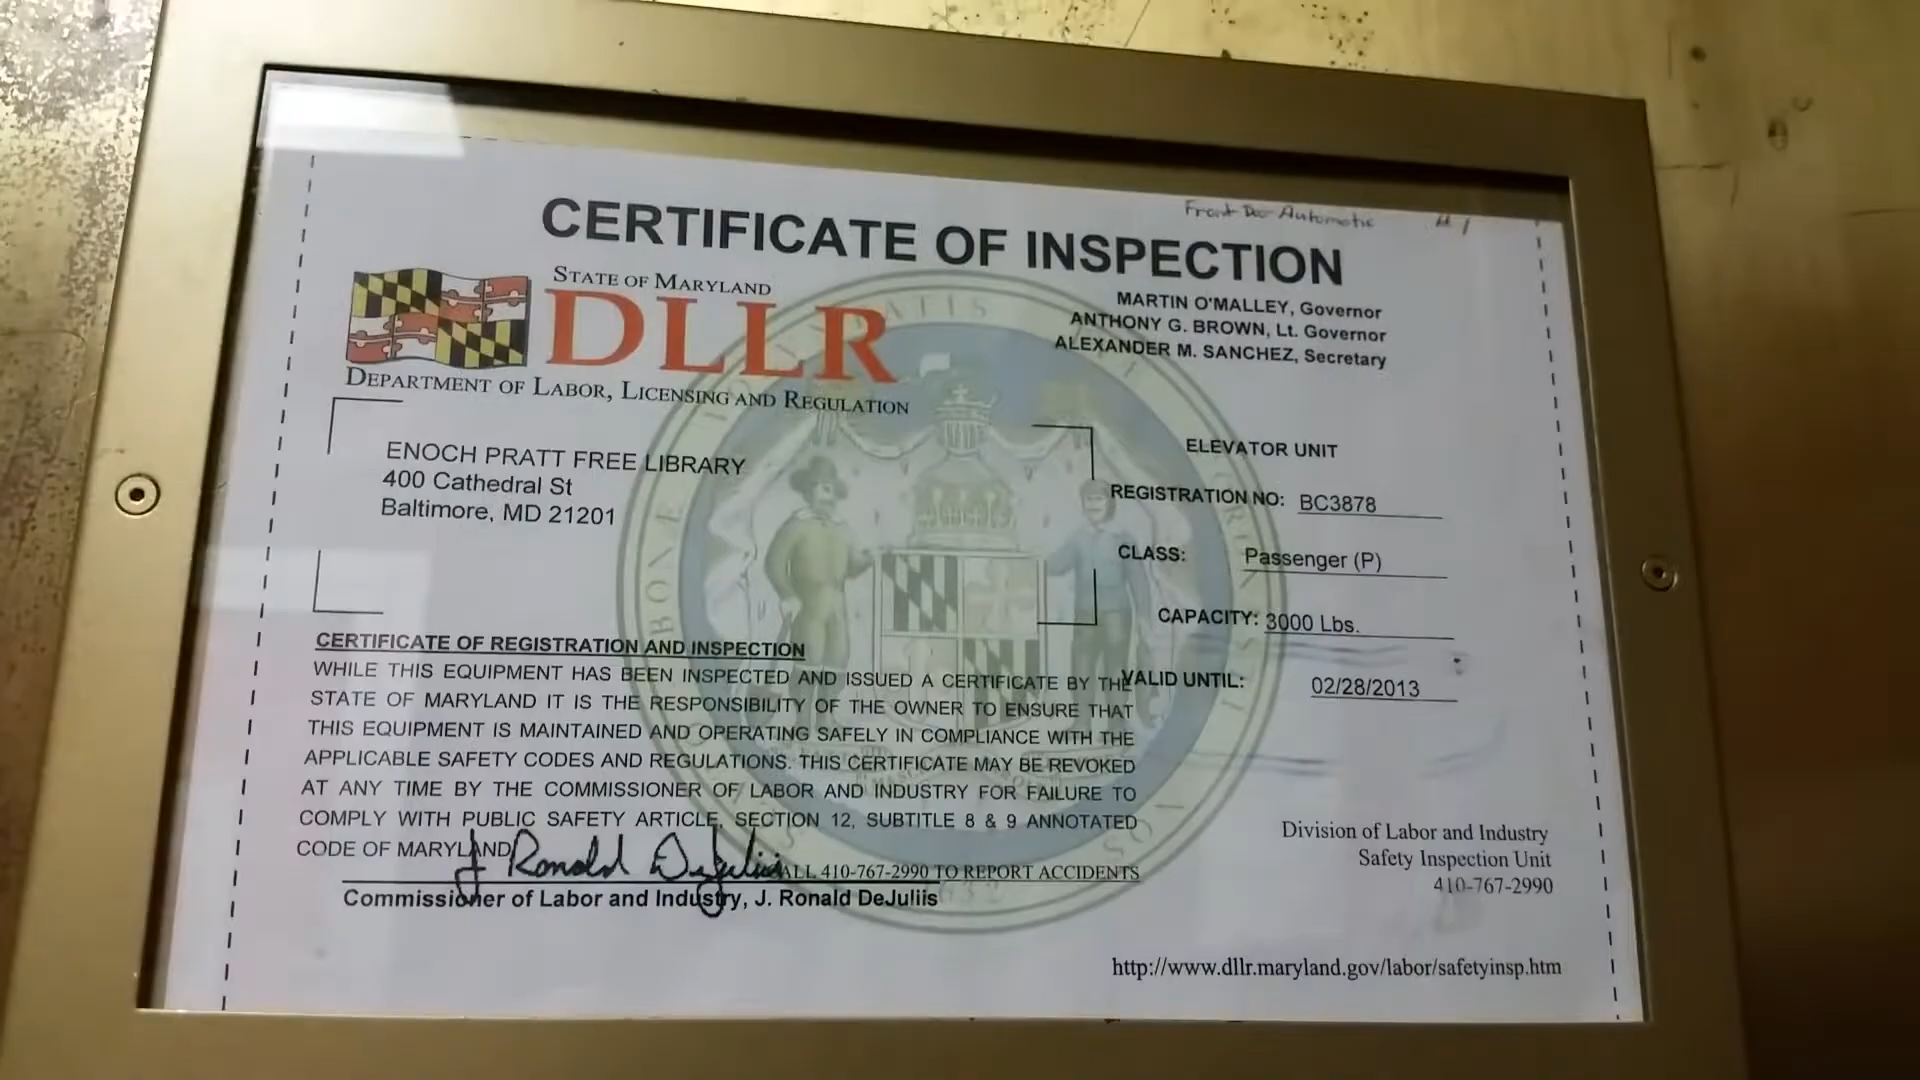 Front Door Automatic #1
CERTIFICATE OF INSPECTION
STATE OF MARYLAND
DLLR
DEPARTMENT OF LABOR, LICENSING AND REGULATION
MARTIN O'MALLEY, Governor
ANTHONY G. BROWN, Lt. Governor
ALEXANDER M. SANCHEZ, Secretary
ENOCH PRATT FREE LIBRARY
400 Cathedral St
Baltimore, MD 21201
ELEVATOR UNIT
REGISTRATION NO: BC3878
CLASS: Passenger (P)
CAPACITY: 3000 Lbs.
VALID UNTIL: 02/28/2013
CERTIFICATE OF REGISTRATION AND INSPECTION
WHILE THIS EQUIPMENT HAS BEEN INSPECTED AND ISSUED A CERTIFICATE BY THE
STATE OF MARYLAND IT IS THE RESPONSIBILITY OF THE OWNER TO ENSURE THAT
THIS EQUIPMENT IS MAINTAINED AND OPERATING SAFELY IN COMPLIANCE WITH THE
APPLICABLE SAFETY CODES AND REGULATIONS. THIS CERTIFICATE MAY BE REVOKED
AT ANY TIME BY THE COMMISSIONER OF LABOR AND INDUSTRY FOR FAILURE TO
COMPLY WITH PUBLIC SAFETY ARTICLE, SECTION 12, SUBTITLE 8 & 9 ANNOTATED
CODE OF MARYLAND
J Ronald DeJuliis
ALL 410-767-2990 TO REPORT ACCIDENTS
Commissioner of Labor and Industry, J. Ronald DeJuliis
Division of Labor and Industry
Safety Inspection Unit
410-767-2990
http://www.dllr.maryland.gov/labor/safetyinsp.htm